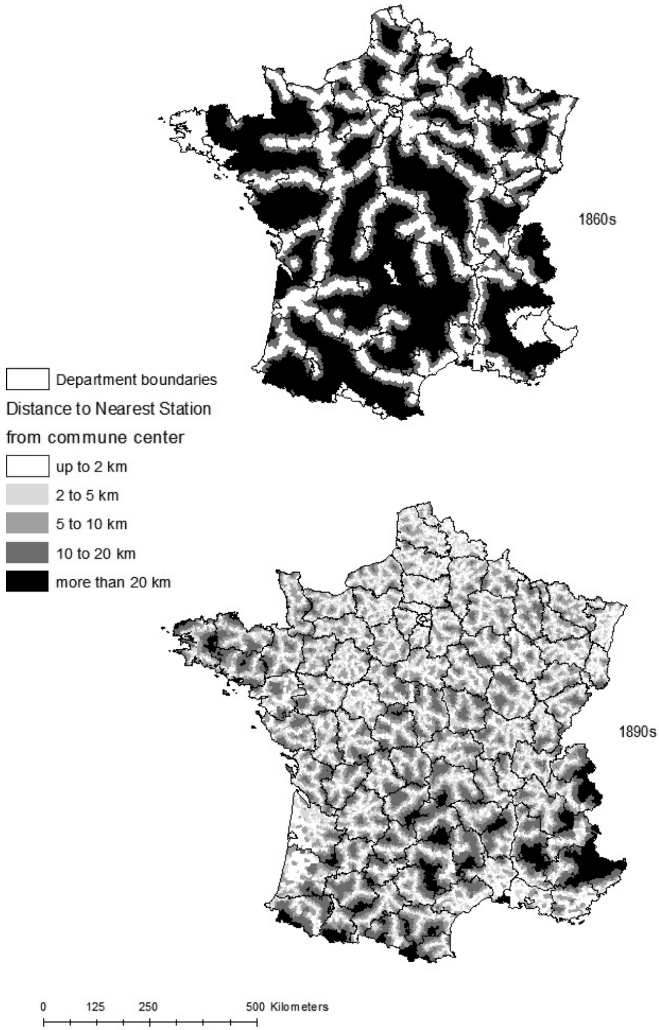 1860s
Department boundaries
Distance to Nearest Station
from commune center
up to 2 km
2 to 5 km
5 to 10 km
10 to 20 km
more than 20 km
1890s
0 125 250 500 Kilometers